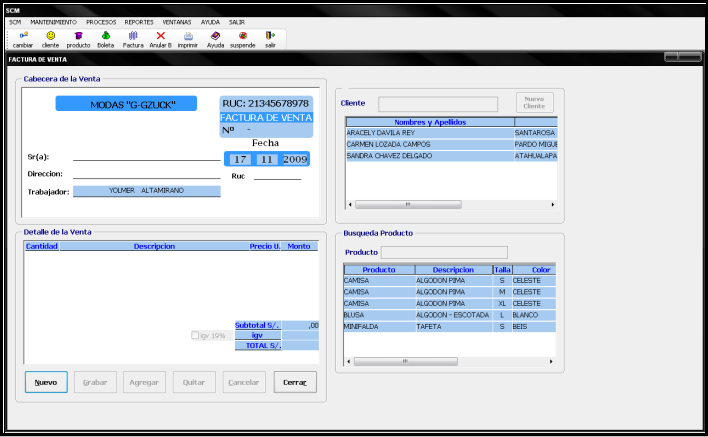 SCM
SCM MANTENIMIENTO PROCESOS REPORTES VENTANAS AYUDA SALIR
cambiar cliente producto Boleta Factura Anular B imprimir Ayuda suspende salir
FACTURA DE VENTA
Cabecera de la Venta
MODAS "G-GZUCK"
RUC: 21345678978
FACTURA DE VENTA
Nº -
Fecha
17 11 2009
Sr(a):
Direccion:
Ruc
Trabajador: YOLMER ALTAMIRANO
Cliente
Nuevo Cliente
Nombres y Apellidos
ARACELY DAVILA REY SANTAROSA
CARMEN LOZADA CAMPOS PARDO MIGUE
SANDRA CHAVEZ DELGADO ATAHUALAPA
Detalle de la Venta
Cantidad Descripcion Precio U. Monto
Subtotal S/. ,00
igv 19% igv
TOTAL S/.
Nuevo Grabar Agregar Quitar Cancelar Cerrar
Busqueda Producto
Producto
Producto Descripcion Talla Color
CAMISA ALGODON PIMA S CELESTE
CAMISA ALGODON PIMA M CELESTE
CAMISA ALGODON PIMA XL CELESTE
BLUSA ALGODON - ESCOTADA L BLANCO
MINIFALDA TAFETA S BEIS